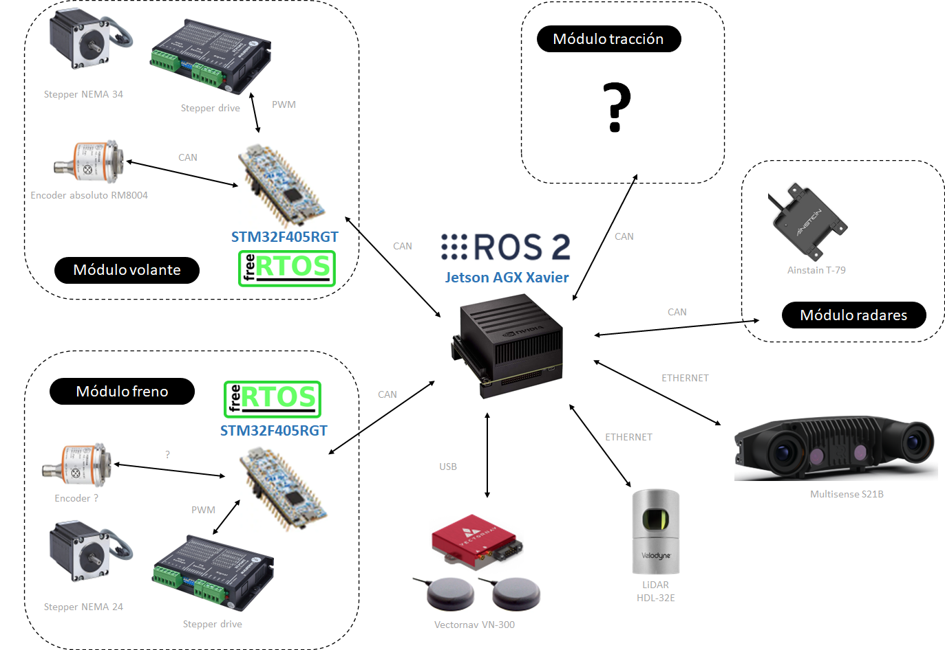 Stepper NEMA 34
Stepper drive
PWM
CAN
Encoder absoluto RM8004
STM32F405RGT
free RTOS
Módulo volante
CAN
ROS 2
Jetson AGX Xavier
Módulo tracción
?
CAN
AINSTEIN
Ainstain T-79
Módulo radares
CAN
ETHERNET
Multisense S21B
ETHERNET
Velodyne
LiDAR
HDL-32E
USB
VECTORNAV
Vectornav VN-300
Módulo freno
free RTOS
STM32F405RGT
CAN
?
Encoder ?
PWM
Stepper NEMA 24
Stepper drive